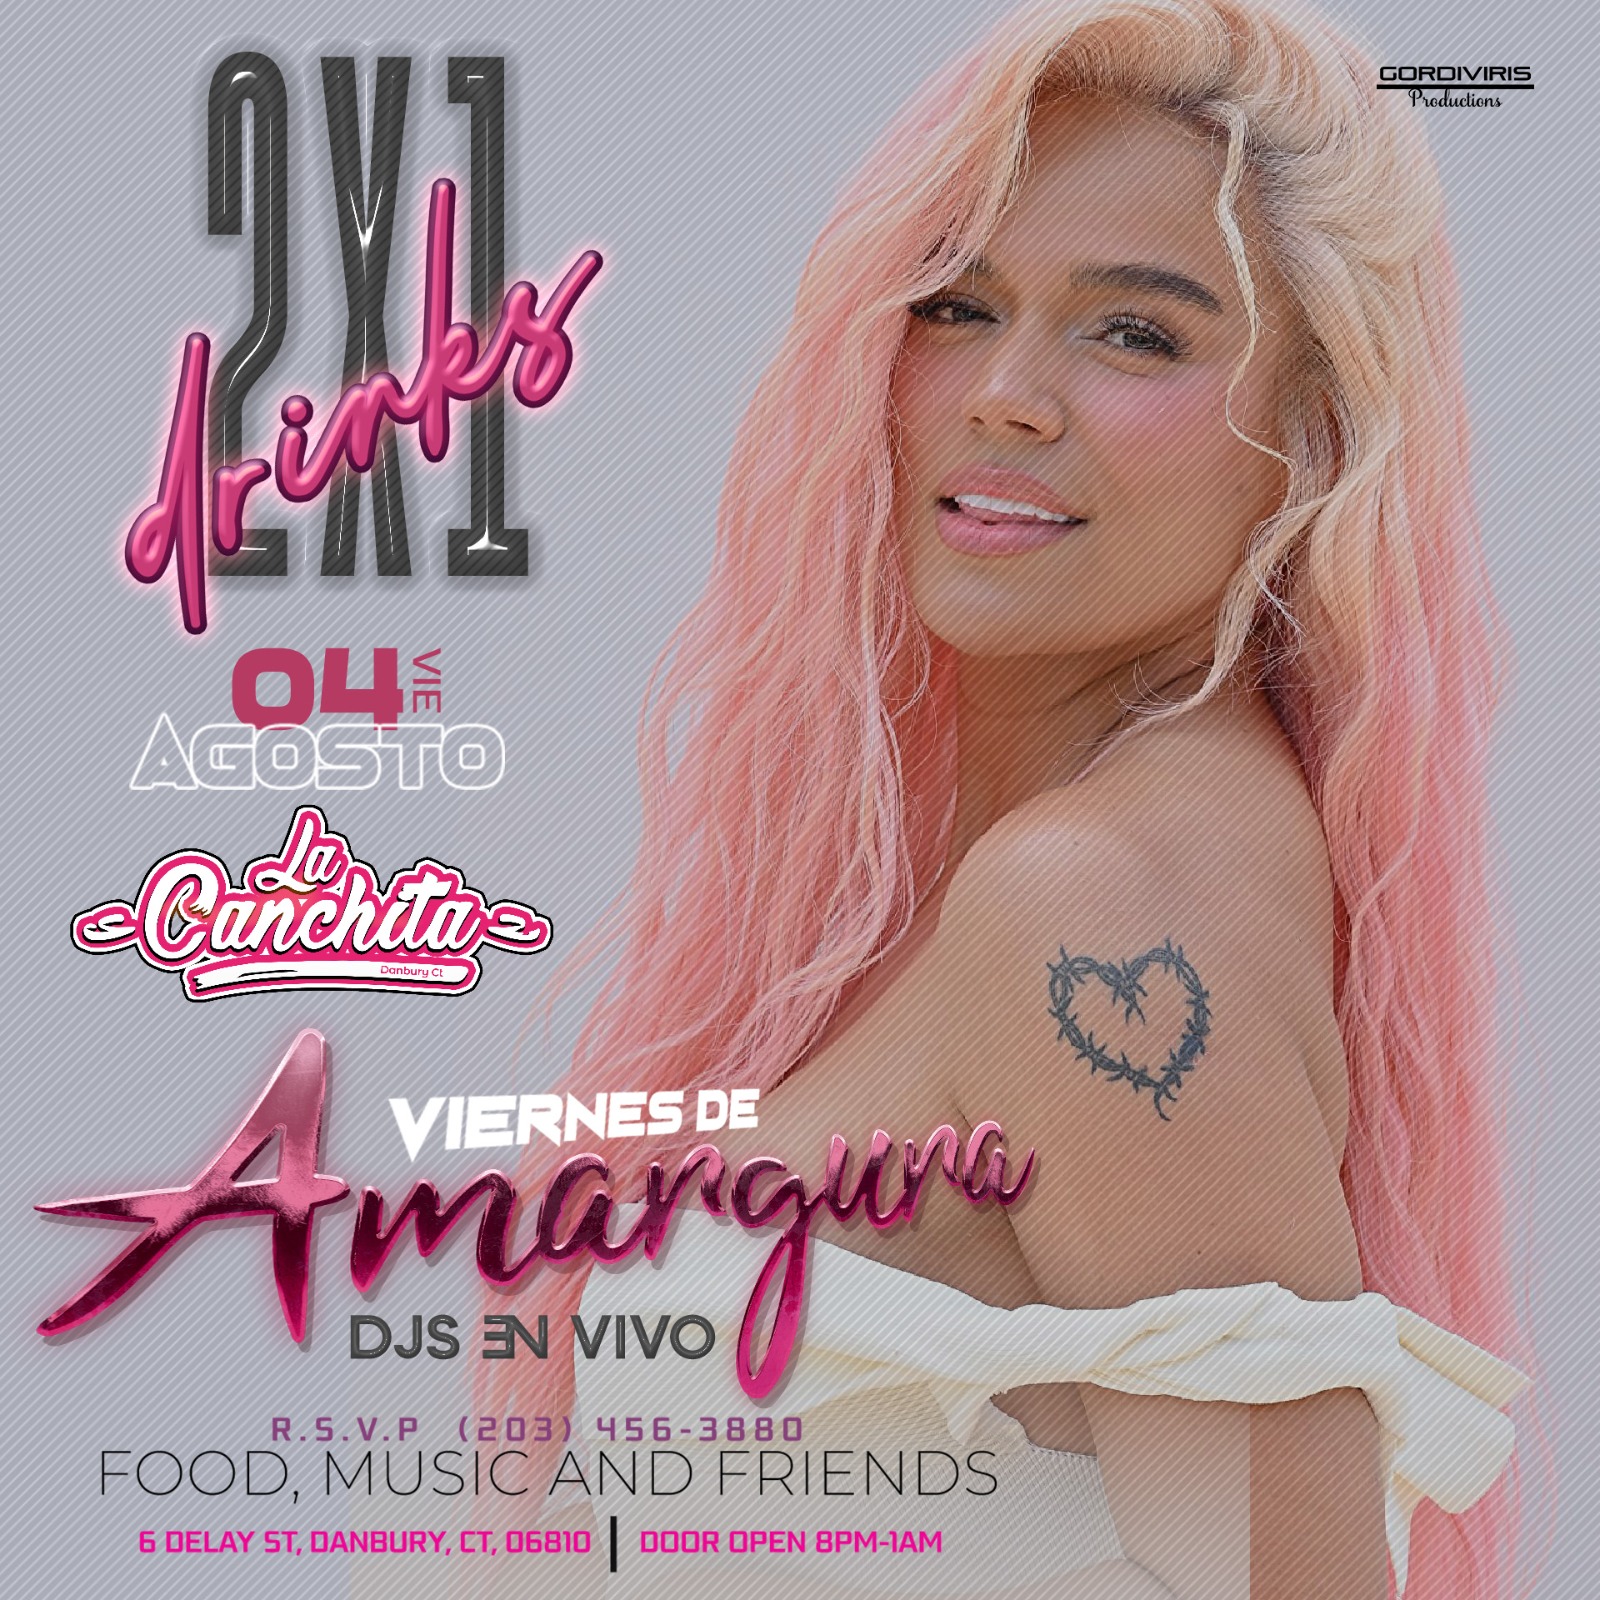 2X1
drinks
GORDIVIRIS
Productions
04 VIE
AGOSTO
La
Canchita
Danbury Ct
VIERNES DE
Amargura
DJS EN VIVO
R.S.V.P (203) 456-3880
FOOD, MUSIC AND FRIENDS
6 DELAY ST, DANBURY, CT, 06810 | DOOR OPEN 8PM-1AM